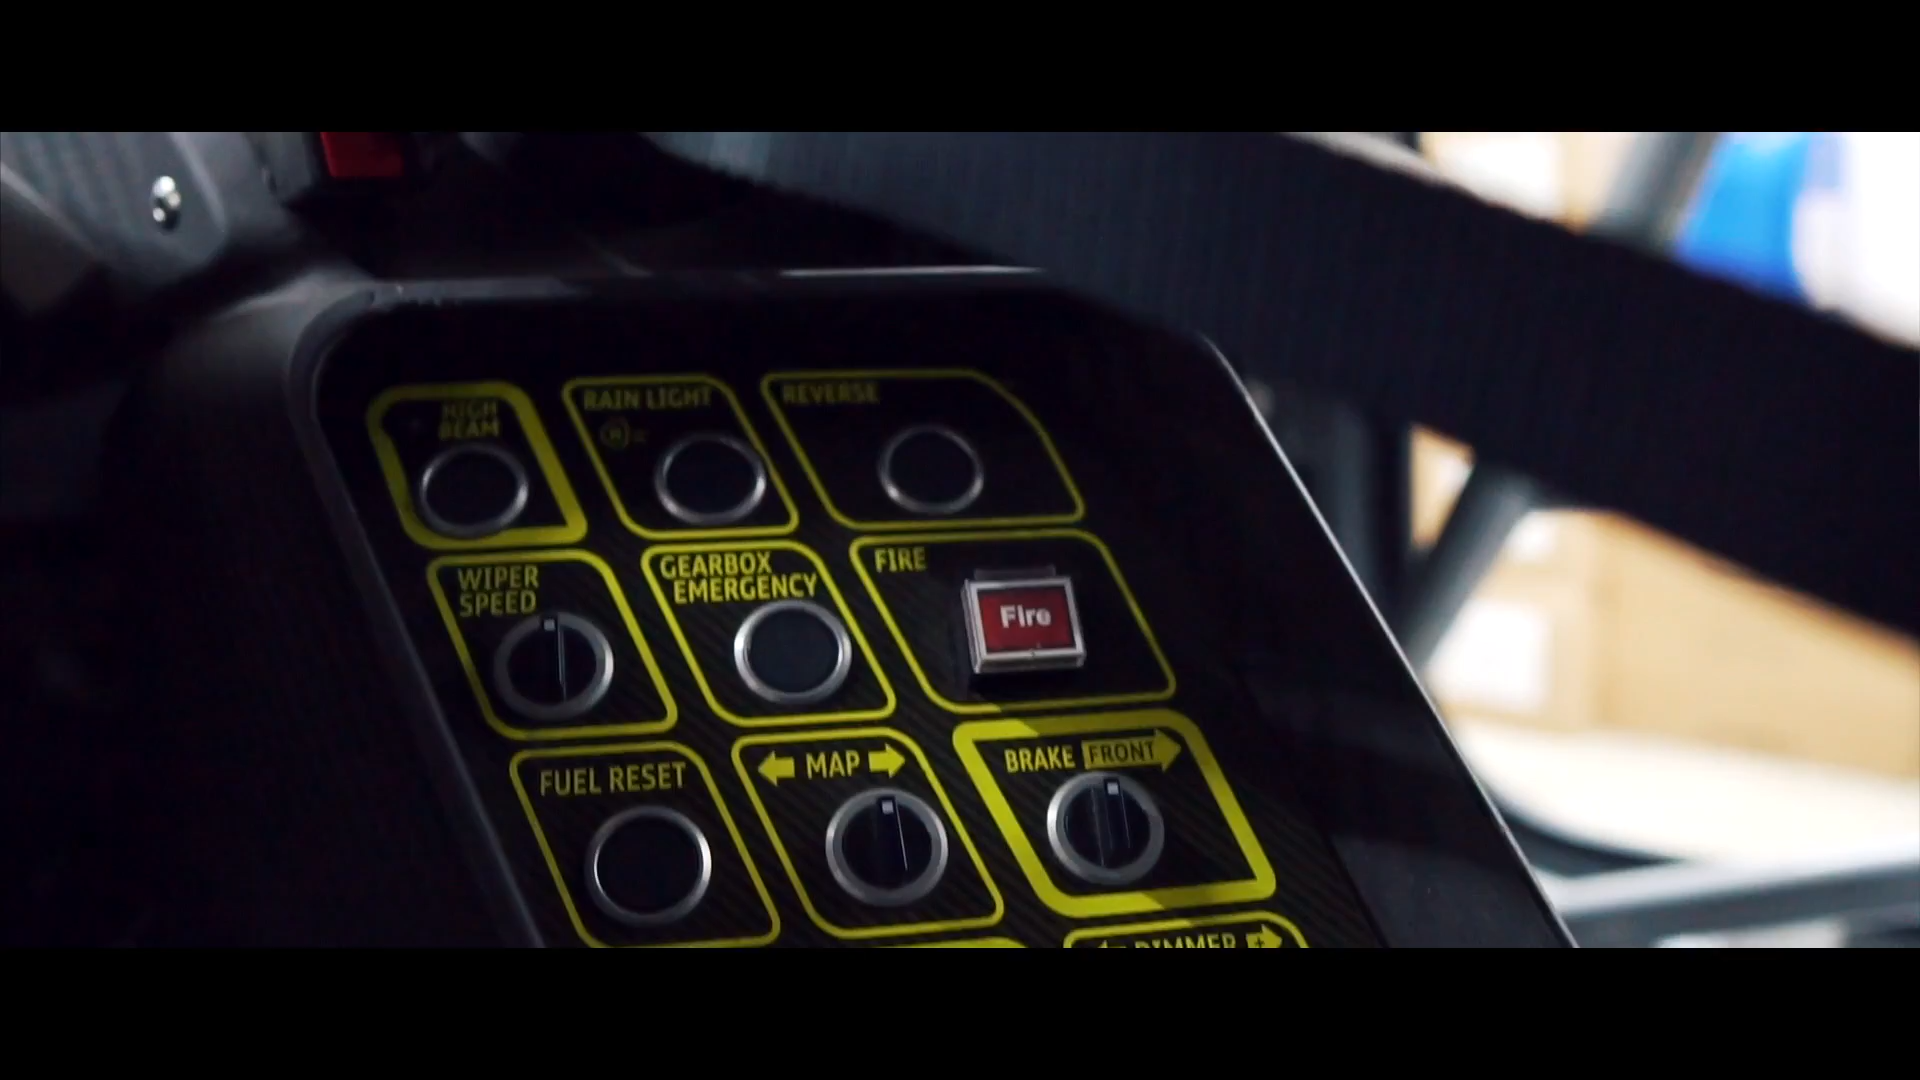 HIGH
BEAM
RAIN LIGHT
REVERSE
WIPER
SPEED
GEARBOX
EMERGENCY
FIRE
Fire
FUEL RESET
MAP
BRAKE FRONT
DIMMER +